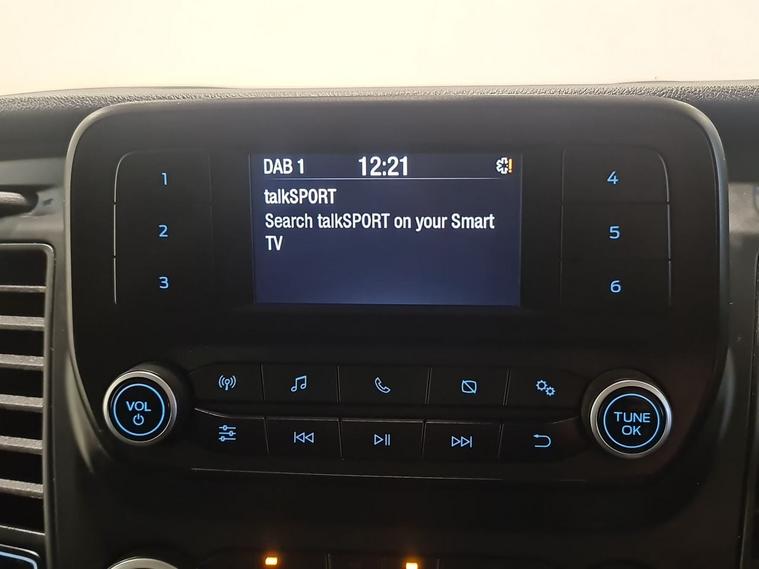 DAB 1 12:21
talkSPORT
Search talkSPORT on your Smart
TV
1
2
3
4
5
6
VOL
TUNE
OK